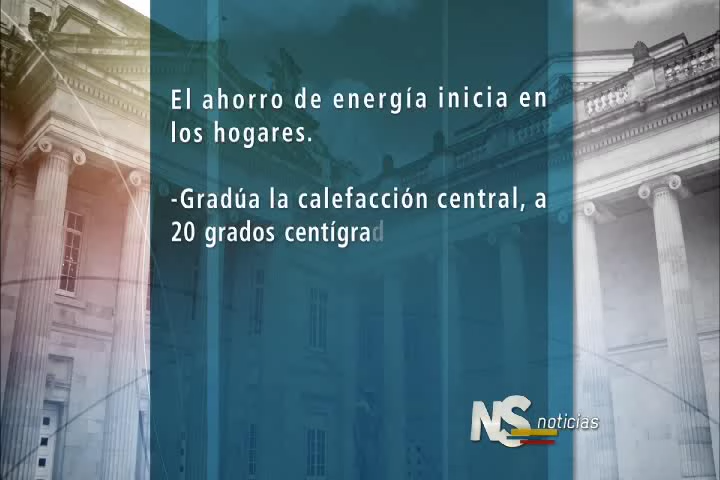 El ahorro de energía inicia en
los hogares.
-Gradúa la calefacción central, a
20 grados centígrad
NS noticias